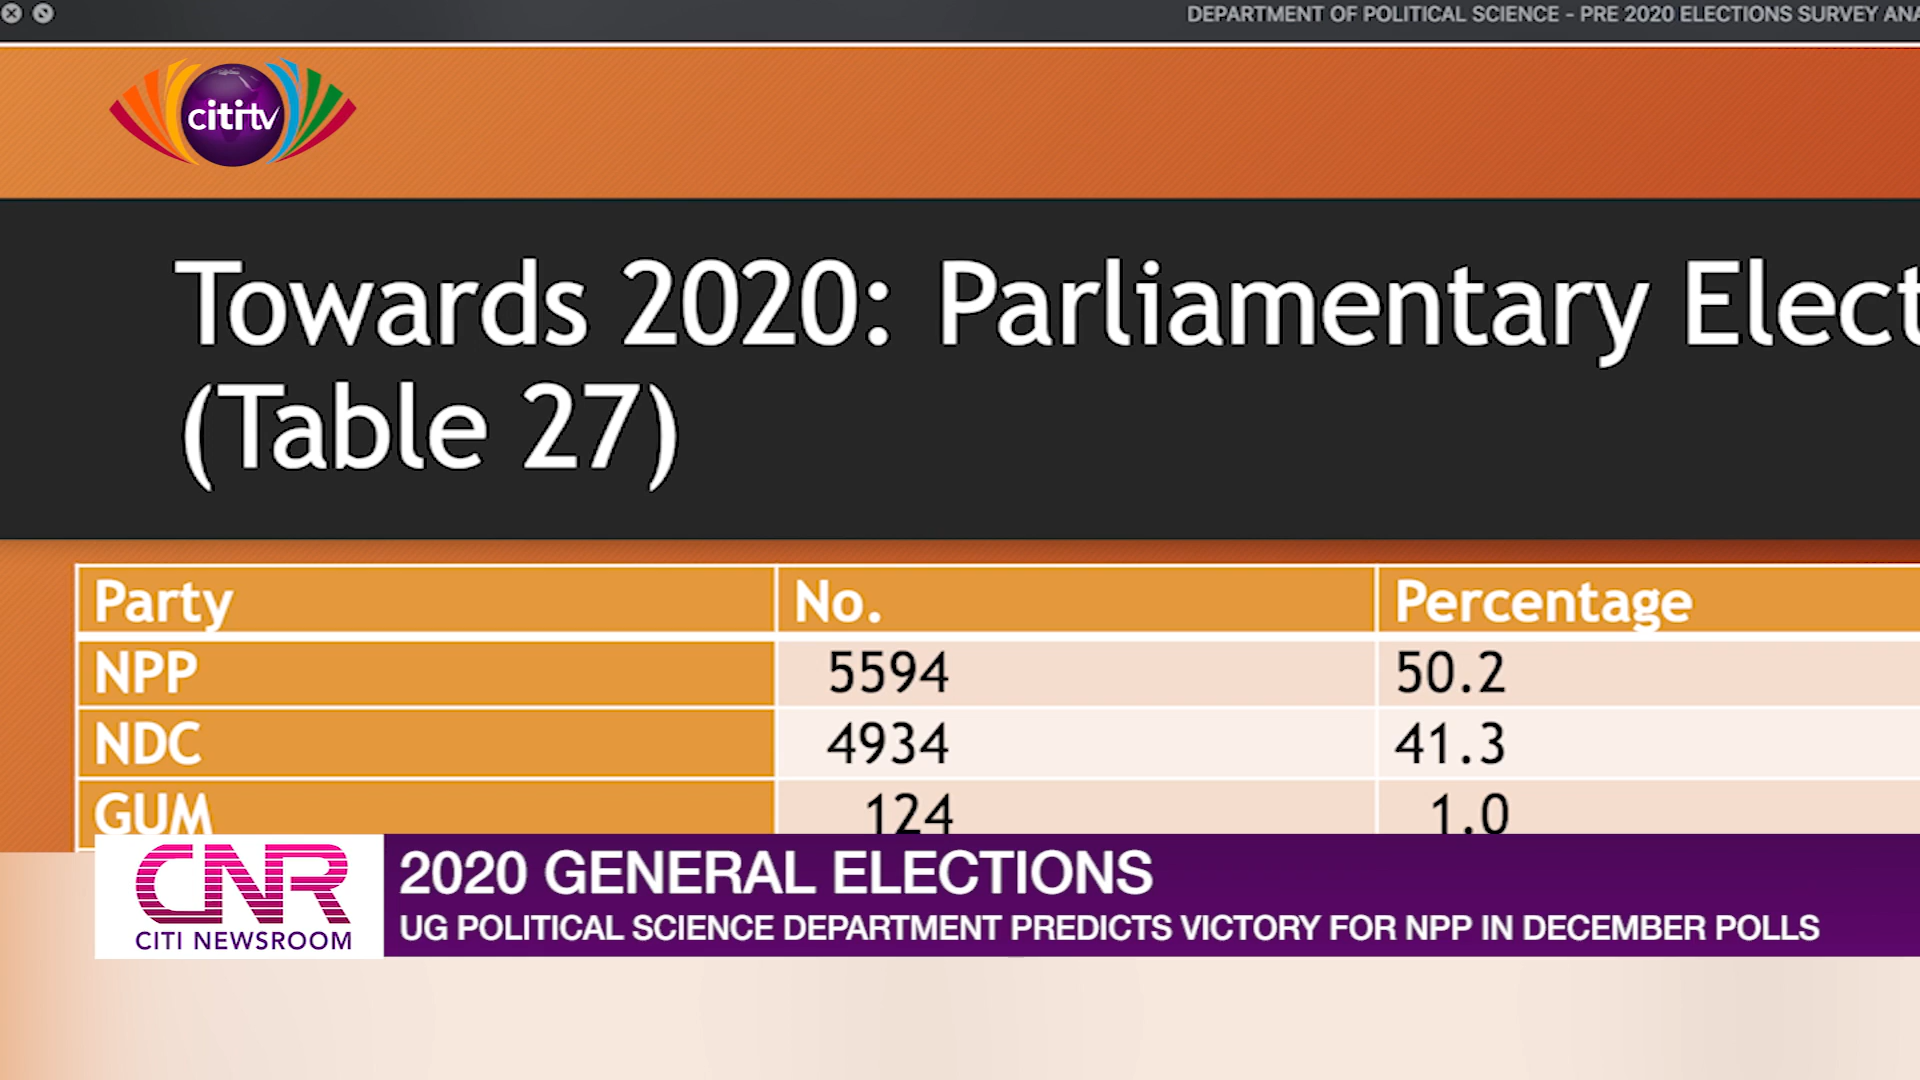 DEPARTMENT OF POLITICAL SCIENCE - PRE 2020 ELECTIONS SURVEY
cititv
Towards 2020: Parliamentary Elect
(Table 27)
Party No. Percentage
NPP 5594 50.2
NDC 4934 41.3
GUM 124 1.0
CNR
CITI NEWSROOM
2020 GENERAL ELECTIONS
UG POLITICAL SCIENCE DEPARTMENT PREDICTS VICTORY FOR NPP IN DECEMBER POLLS